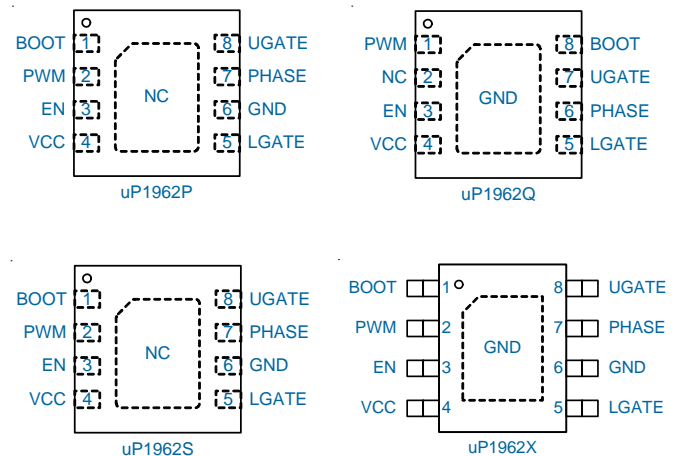 BOOT 1 8 UGATE
PWM 2 7 PHASE
EN 3 NC 6 GND
VCC 4 5 LGATE
uP1962P
PWM 1 8 BOOT
NC 2 7 UGATE
EN 3 GND 6 PHASE
VCC 4 5 LGATE
uP1962Q
BOOT 1 8 UGATE
PWM 2 7 PHASE
EN 3 NC 6 GND
VCC 4 5 LGATE
uP1962S
BOOT 1 8 UGATE
PWM 2 7 PHASE
EN 3 GND 6 GND
VCC 4 5 LGATE
uP1962X